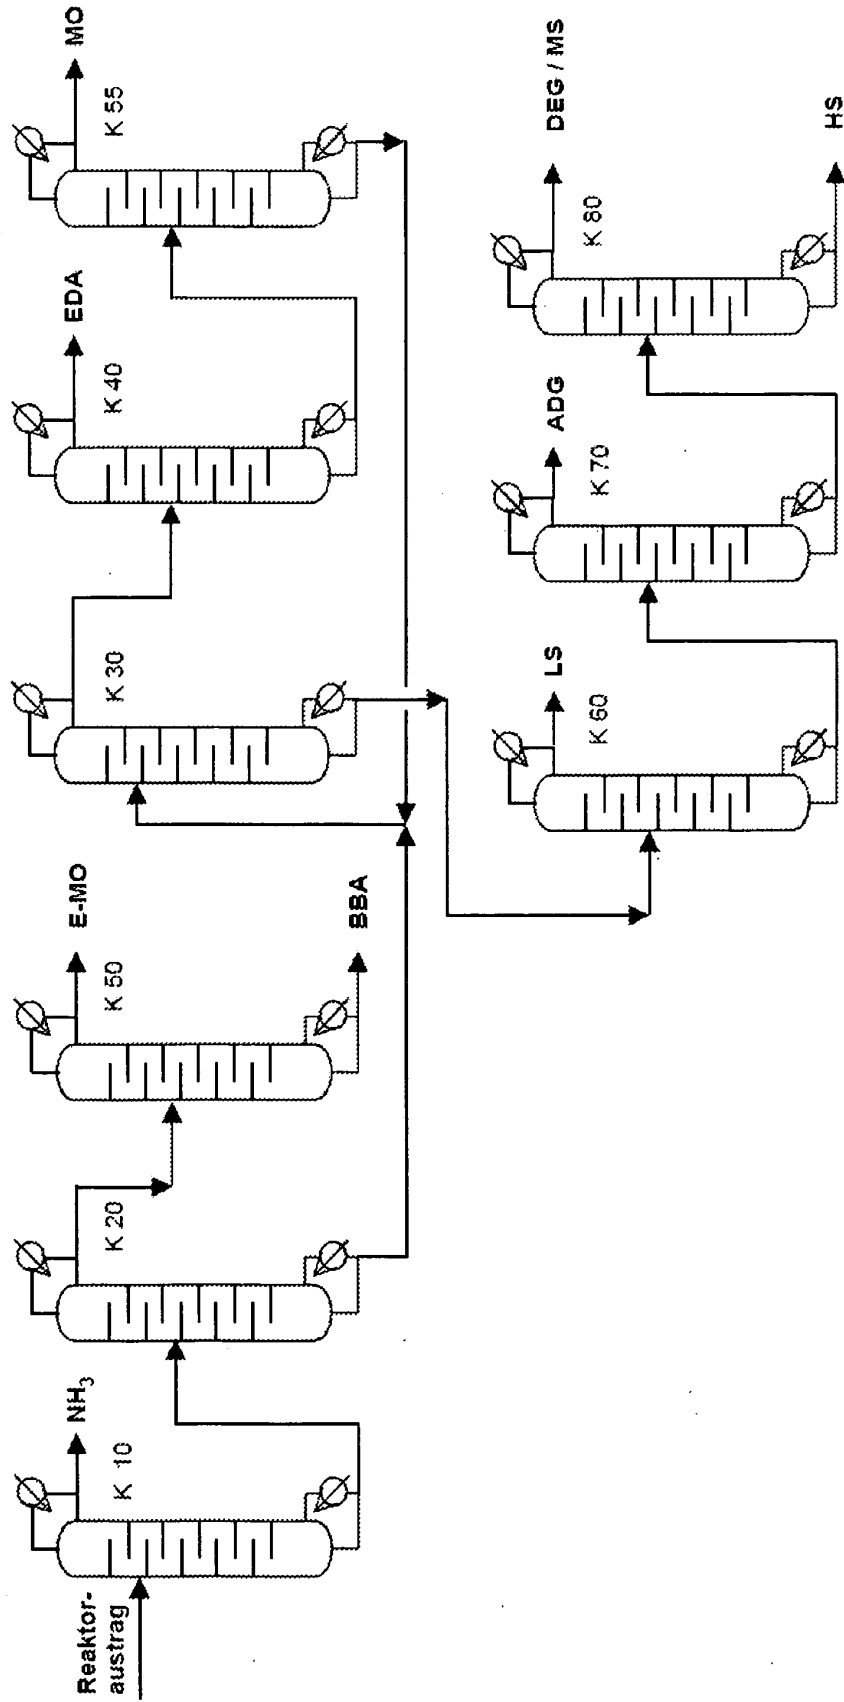 Reaktor-
austrag
NH3
K 10
K 20
E-MO
K 50
BBA
K 30
EDA
K 40
MO
K 55
LS
K 60
ADG
K 70
DEG / MS
K 80
HS